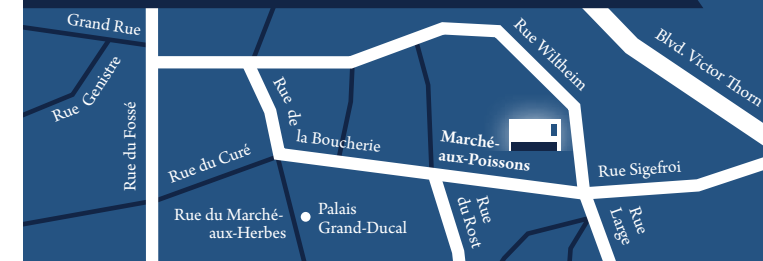 Grand Rue
Rue Genistre
Rue du Fossé
Rue du Curé
Rue de
la Boucherie
Rue du Marché-
aux-Herbes
Palais
Grand-Ducal
Marché-
aux-Poissons
Rue
du Rost
Rue Wiltheim
Blvd. Victor Thorn
Rue Sigefroi
Rue
Large